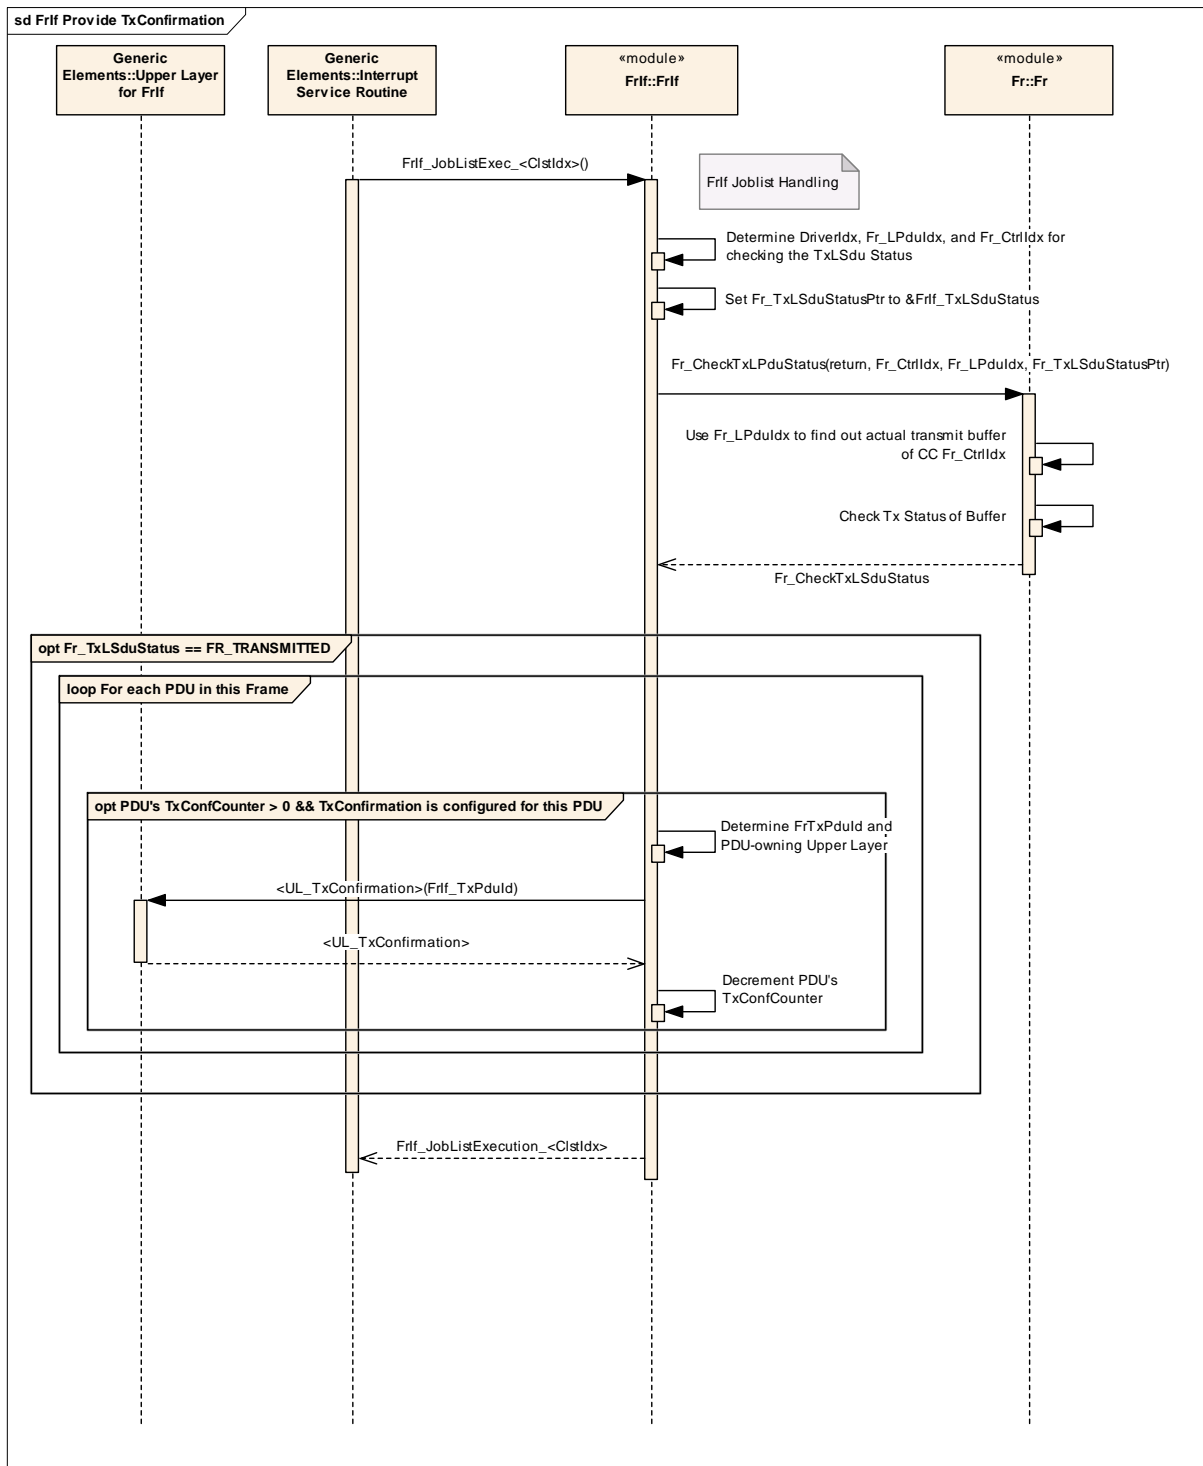 sd FrIf Provide TxConfirmation
Generic
Elements::Upper Layer
for FrIf
Generic
Elements::Interrupt
Service Routine
«module»
FrIf::FrIf
«module»
Fr::Fr
FrIf_JobListExec_<ClstIdx>()
FrIf Joblist Handling
Determine DriverIdx, Fr_LPduIdx, and Fr_CtrlIdx for
checking the TxLSdu Status
Set Fr_TxLSduStatusPtr to &FrIf_TxLSduStatus
Fr_CheckTxLPduStatus(return, Fr_CtrlIdx, Fr_LPduIdx, Fr_TxLSduStatusPtr)
Use Fr_LPduIdx to find out actual transmit buffer
of CC Fr_CtrlIdx
Check Tx Status of Buffer
Fr_CheckTxLSduStatus
opt Fr_TxLSduStatus == FR_TRANSMITTED
loop For each PDU in this Frame
opt PDU's TxConfCounter > 0 && TxConfirmation is configured for this PDU
Determine FrTxPduId and
PDU-owning Upper Layer
<UL_TxConfirmation>(FrIf_TxPduId)
<UL_TxConfirmation>
Decrement PDU's
TxConfCounter
FrIf_JobListExecution_<ClstIdx>